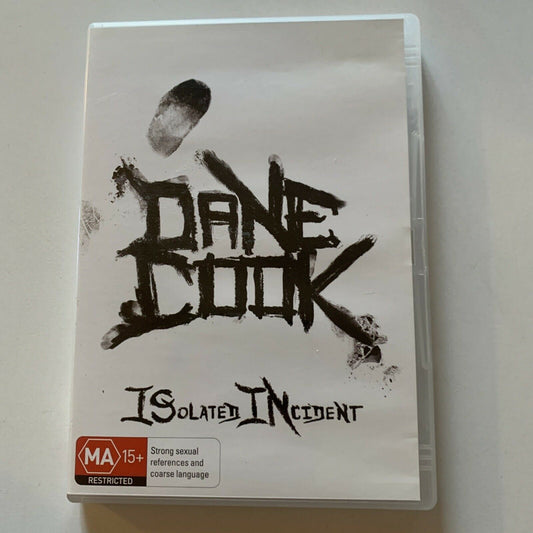 DANE
COOK
ISOLATED INCIDENT
MA 15+
RESTRICTED
Strong sexual
references and
coarse language